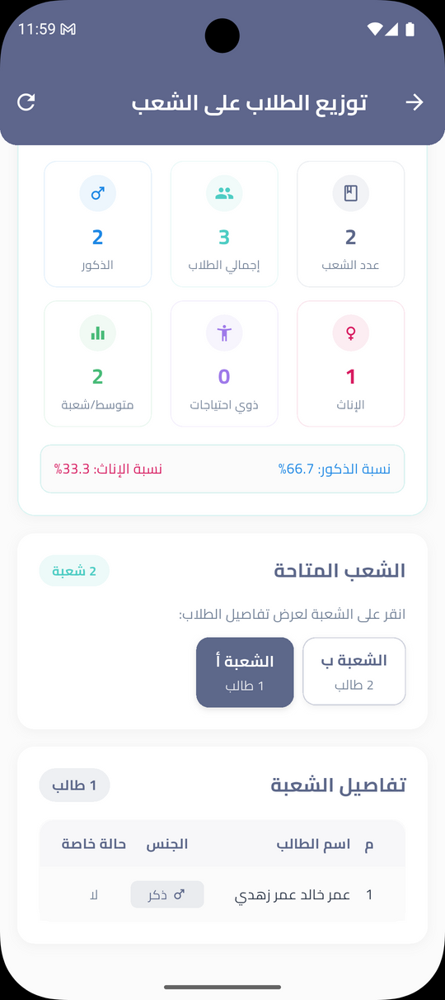 11:59
توزيع الطلاب على الشعب
2
عدد الشعب
3
إجمالي الطلاب
2
الذكور
1
الإناث
0
ذوي احتياجات
2
متوسط/شعبة
نسبة الذكور: 66.7%
نسبة الإناث: 33.3%
الشعب المتاحة
2 شعبة
انقر على الشعبة لعرض تفاصيل الطلاب:
الشعبة ب
2 طالب
الشعبة أ
1 طالب
تفاصيل الشعبة
1 طالب
م اسم الطالب الجنس حالة خاصة
1 عمر خالد عمر زهدي ذكر لا